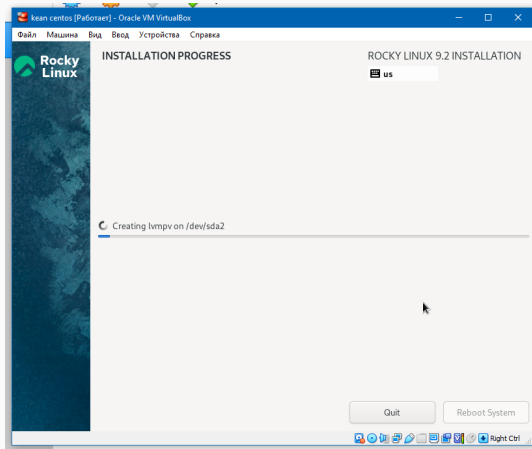 kean centos [Работает] - Oracle VM VirtualBox
Файл Машина Вид Ввод Устройства Справка
Rocky
Linux
INSTALLATION PROGRESS
ROCKY LINUX 9.2 INSTALLATION
us
Creating lvmpv on /dev/sda2
Quit
Reboot System
Right Ctrl